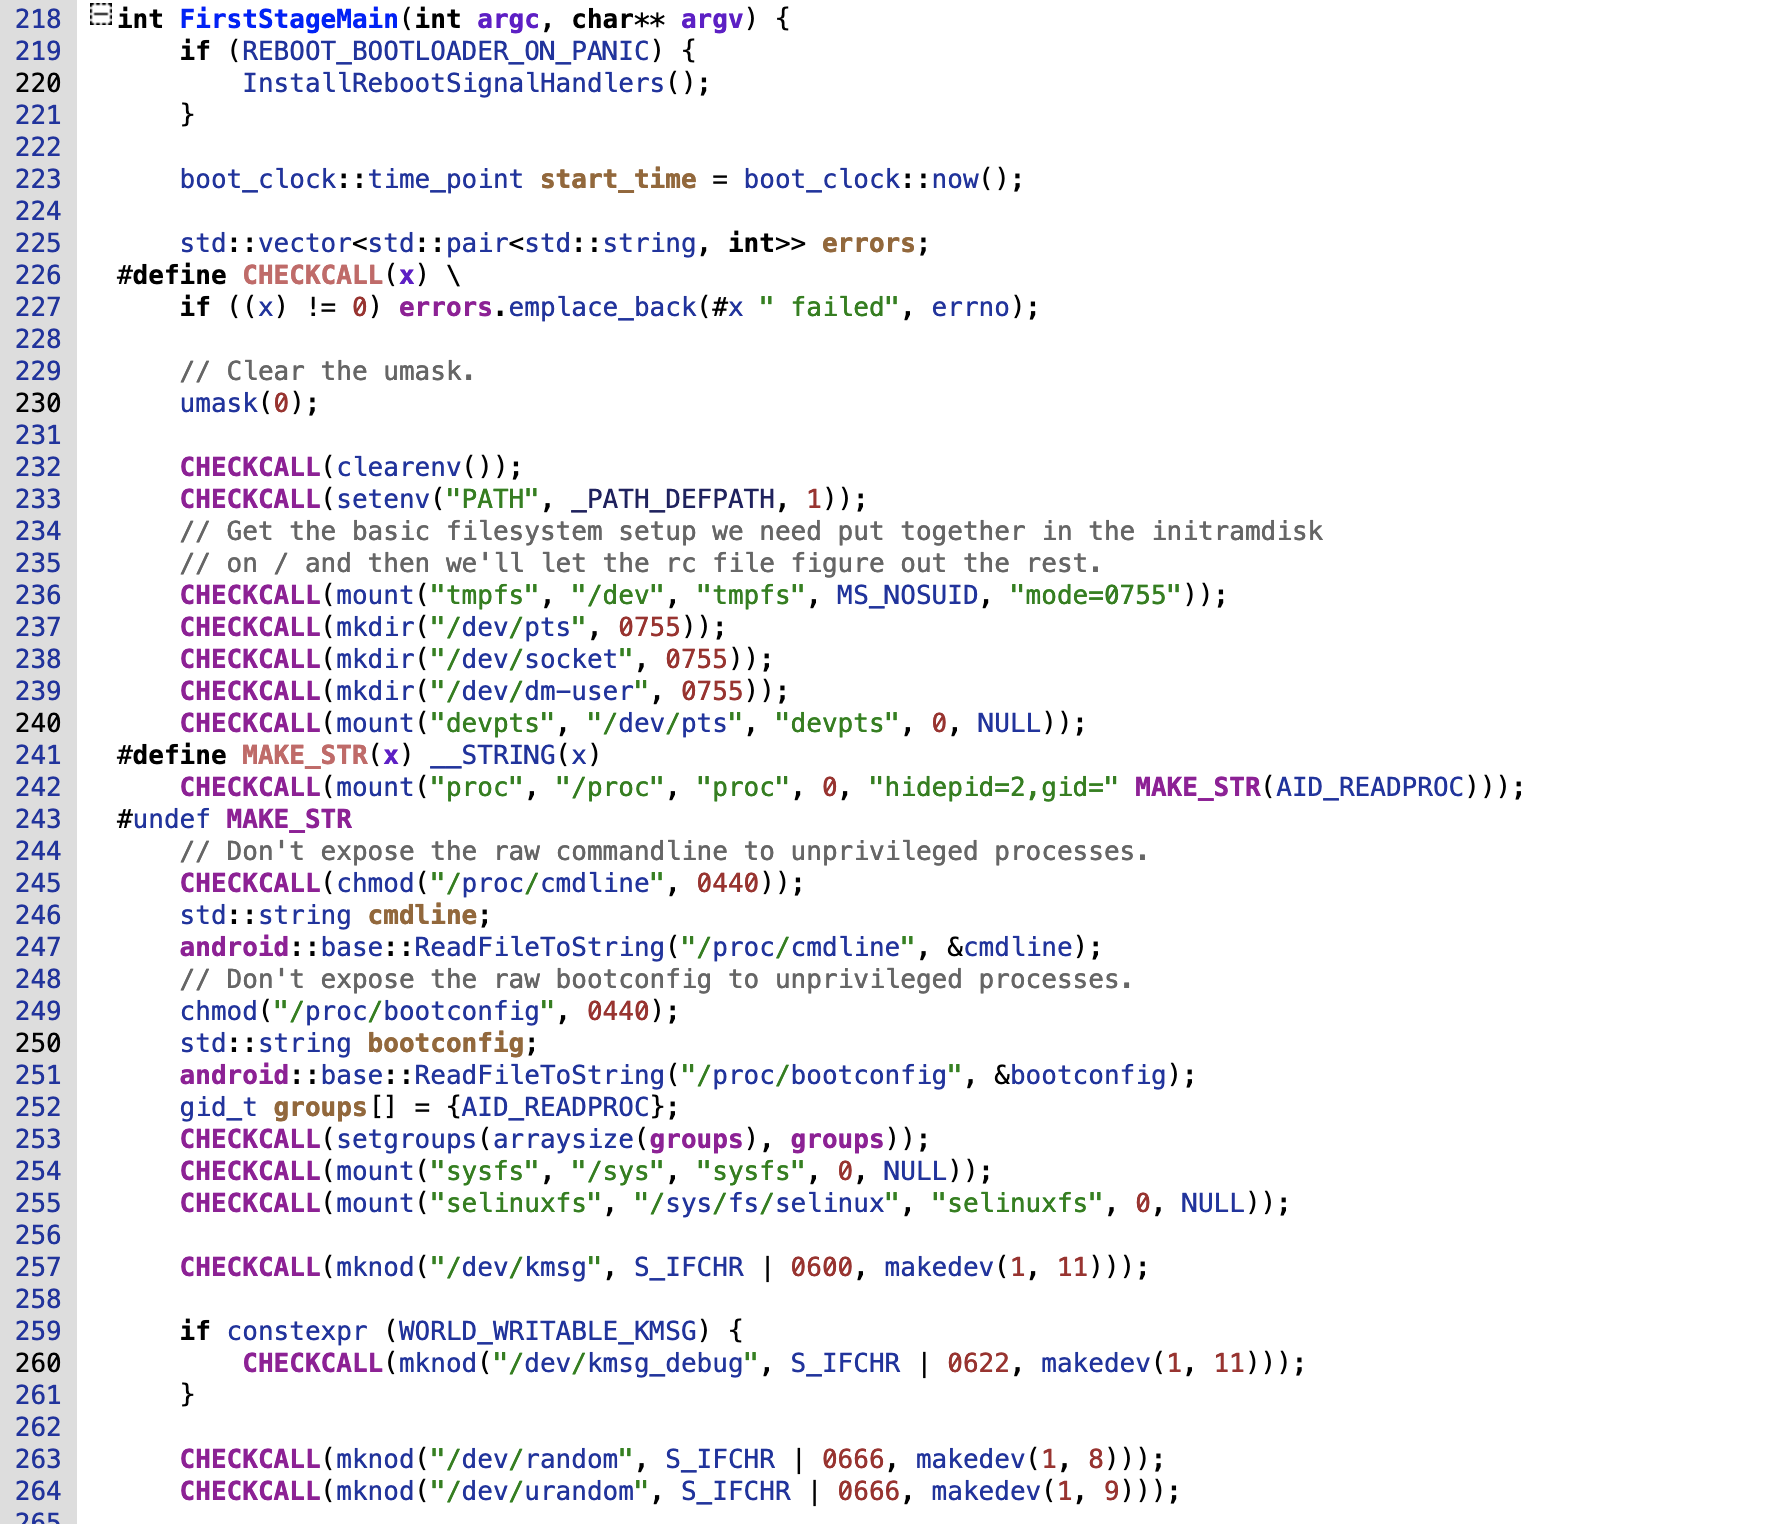 218 int FirstStageMain(int argc, char** argv) {
219     if (REBOOT_BOOTLOADER_ON_PANIC) {
220         InstallRebootSignalHandlers();
221     }
222
223     boot_clock::time_point start_time = boot_clock::now();
224
225     std::vector<std::pair<std::string, int>> errors;
226 #define CHECKCALL(x) \
227     if ((x) != 0) errors.emplace_back(#x " failed", errno);
228
229     // Clear the umask.
230     umask(0);
231
232     CHECKCALL(clearenv());
233     CHECKCALL(setenv("PATH", _PATH_DEFPATH, 1));
234     // Get the basic filesystem setup we need put together in the initramdisk
235     // on / and then we'll let the rc file figure out the rest.
236     CHECKCALL(mount("tmpfs", "/dev", "tmpfs", MS_NOSUID, "mode=0755"));
237     CHECKCALL(mkdir("/dev/pts", 0755));
238     CHECKCALL(mkdir("/dev/socket", 0755));
239     CHECKCALL(mkdir("/dev/dm-user", 0755));
240     CHECKCALL(mount("devpts", "/dev/pts", "devpts", 0, NULL));
241 #define MAKE_STR(x) __STRING(x)
242     CHECKCALL(mount("proc", "/proc", "proc", 0, "hidepid=2,gid=" MAKE_STR(AID_READPROC)));
243 #undef MAKE_STR
244     // Don't expose the raw commandline to unprivileged processes.
245     CHECKCALL(chmod("/proc/cmdline", 0440));
246     std::string cmdline;
247     android::base::ReadFileToString("/proc/cmdline", &cmdline);
248     // Don't expose the raw bootconfig to unprivileged processes.
249     chmod("/proc/bootconfig", 0440);
250     std::string bootconfig;
251     android::base::ReadFileToString("/proc/bootconfig", &bootconfig);
252     gid_t groups[] = {AID_READPROC};
253     CHECKCALL(setgroups(arraysize(groups), groups));
254     CHECKCALL(mount("sysfs", "/sys", "sysfs", 0, NULL));
255     CHECKCALL(mount("selinuxfs", "/sys/fs/selinux", "selinuxfs", 0, NULL));
256
257     CHECKCALL(mknod("/dev/kmsg", S_IFCHR | 0600, makedev(1, 11)));
258
259     if constexpr (WORLD_WRITABLE_KMSG) {
260         CHECKCALL(mknod("/dev/kmsg_debug", S_IFCHR | 0622, makedev(1, 11)));
261     }
262
263     CHECKCALL(mknod("/dev/random", S_IFCHR | 0666, makedev(1, 8)));
264     CHECKCALL(mknod("/dev/urandom", S_IFCHR | 0666, makedev(1, 9)));
265